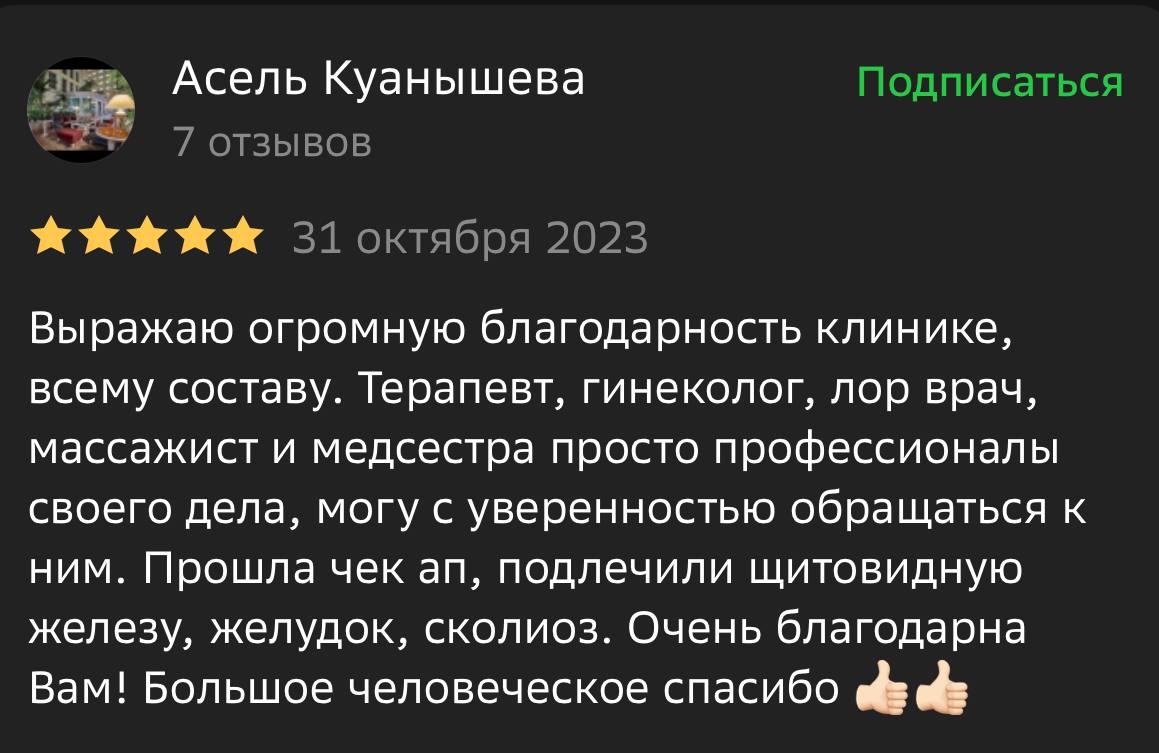 Асель Куанышева
Подписаться
7 отзывов
31 октября 2023
Выражаю огромную благодарность клинике,
всему составу. Терапевт, гинеколог, лор врач,
массажист и медсестра просто профессионалы
своего дела, могу с уверенностью обращаться к
ним. Прошла чек ап, подлечили щитовидную
железу, желудок, сколиоз. Очень благодарна
Вам! Большое человеческое спасибо 👍🏻👍🏻